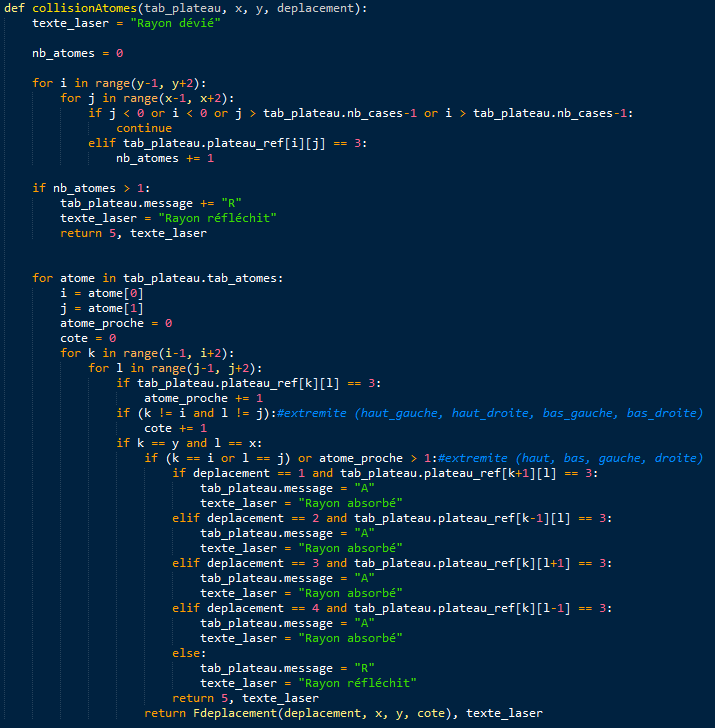 def collisionAtomes(tab_plateau, x, y, deplacement):
    texte_laser = "Rayon dévié"

    nb_atomes = 0

    for i in range(y-1, y+2):
        for j in range(x-1, x+2):
            if j < 0 or i < 0 or j > tab_plateau.nb_cases-1 or i > tab_plateau.nb_cases-1:
                continue
            elif tab_plateau.plateau_ref[i][j] == 3:
                nb_atomes += 1

    if nb_atomes > 1:
        tab_plateau.message += "R"
        texte_laser = "Rayon réfléchit"
        return 5, texte_laser


    for atome in tab_plateau.tab_atomes:
        i = atome[0]
        j = atome[1]
        atome_proche = 0
        cote = 0
        for k in range(i-1, i+2):
            for l in range(j-1, j+2):
                if tab_plateau.plateau_ref[k][l] == 3:
                    atome_proche += 1
                if (k != i and l != j):#extremite (haut_gauche, haut_droite, bas_gauche, bas_droite)
                    cote += 1
                if k == y and l == x:
                    if (k == i or l == j) or atome_proche > 1:#extremite (haut, bas, gauche, droite)
                        if deplacement == 1 and tab_plateau.plateau_ref[k+1][l] == 3:
                            tab_plateau.message = "A"
                            texte_laser = "Rayon absorbé"
                        elif deplacement == 2 and tab_plateau.plateau_ref[k-1][l] == 3:
                            tab_plateau.message = "A"
                            texte_laser = "Rayon absorbé"
                        elif deplacement == 3 and tab_plateau.plateau_ref[k][l+1] == 3:
                            tab_plateau.message = "A"
                            texte_laser = "Rayon absorbé"
                        elif deplacement == 4 and tab_plateau.plateau_ref[k][l-1] == 3:
                            tab_plateau.message = "A"
                            texte_laser = "Rayon absorbé"
                        else:
                            tab_plateau.message = "R"
                            texte_laser = "Rayon réfléchit"
                        return 5, texte_laser
                    return Fdeplacement(deplacement, x, y, cote), texte_laser